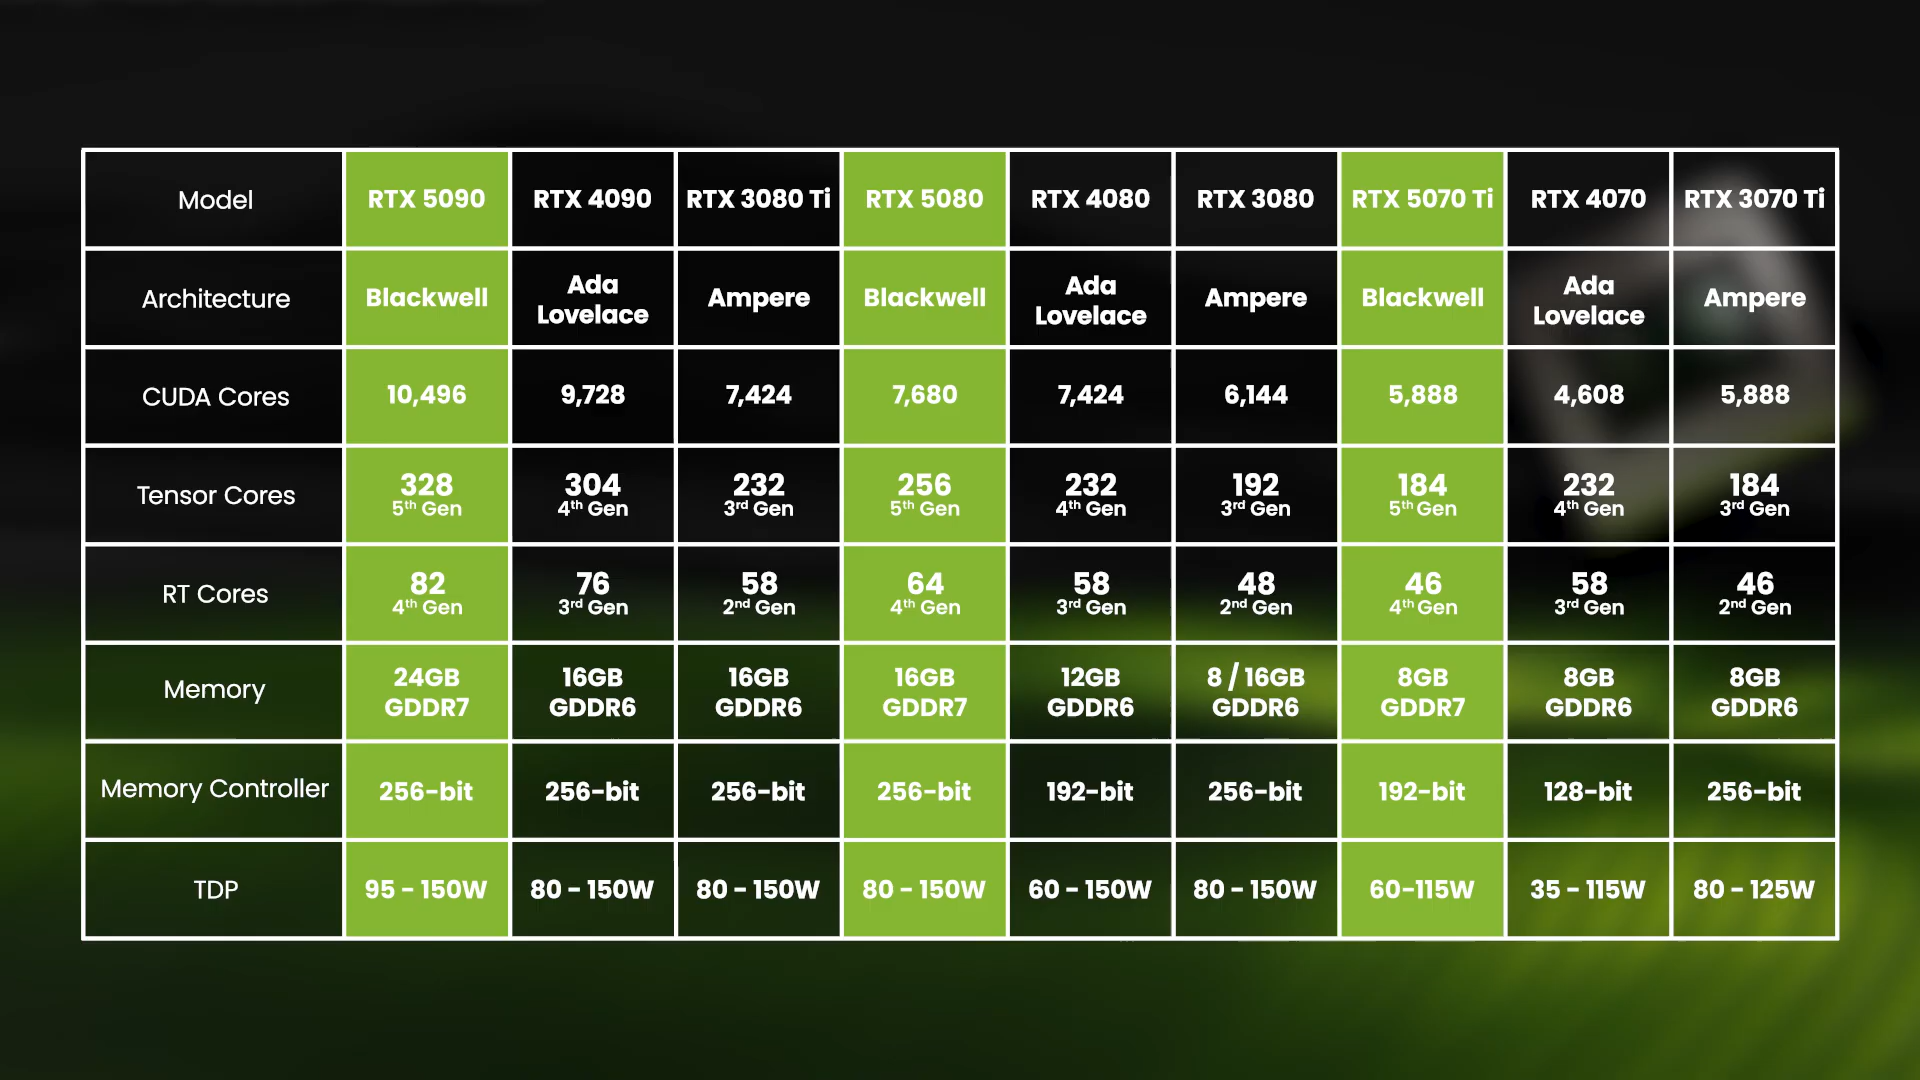 Model RTX 5090 RTX 4090 RTX 3080 Ti RTX 5080 RTX 4080 RTX 3080 RTX 5070 Ti RTX 4070 RTX 3070 Ti
Architecture Blackwell Ada Lovelace Ampere Blackwell Ada Lovelace Ampere Blackwell Ada Lovelace Ampere
CUDA Cores 10,496 9,728 7,424 7,680 7,424 6,144 5,888 4,608 5,888
Tensor Cores 328 304 232 256 232 192 184 232 184
5th Gen 4th Gen 3rd Gen 5th Gen 4th Gen 3rd Gen 5th Gen 4th Gen 3rd Gen
RT Cores 82 76 58 64 58 48 46 58 46
4th Gen 3rd Gen 2nd Gen 4th Gen 3rd Gen 2nd Gen 4th Gen 3rd Gen 2nd Gen
Memory 24GB 16GB 16GB 16GB 12GB 8 / 16GB 8GB 8GB 8GB
GDDR7 GDDR6 GDDR6 GDDR7 GDDR6 GDDR6 GDDR7 GDDR6 GDDR6
Memory Controller 256-bit 256-bit 256-bit 256-bit 192-bit 256-bit 192-bit 128-bit 256-bit
TDP 95 - 150W 80 - 150W 80 - 150W 80 - 150W 60 - 150W 80 - 150W 60-115W 35 - 115W 80 - 125W